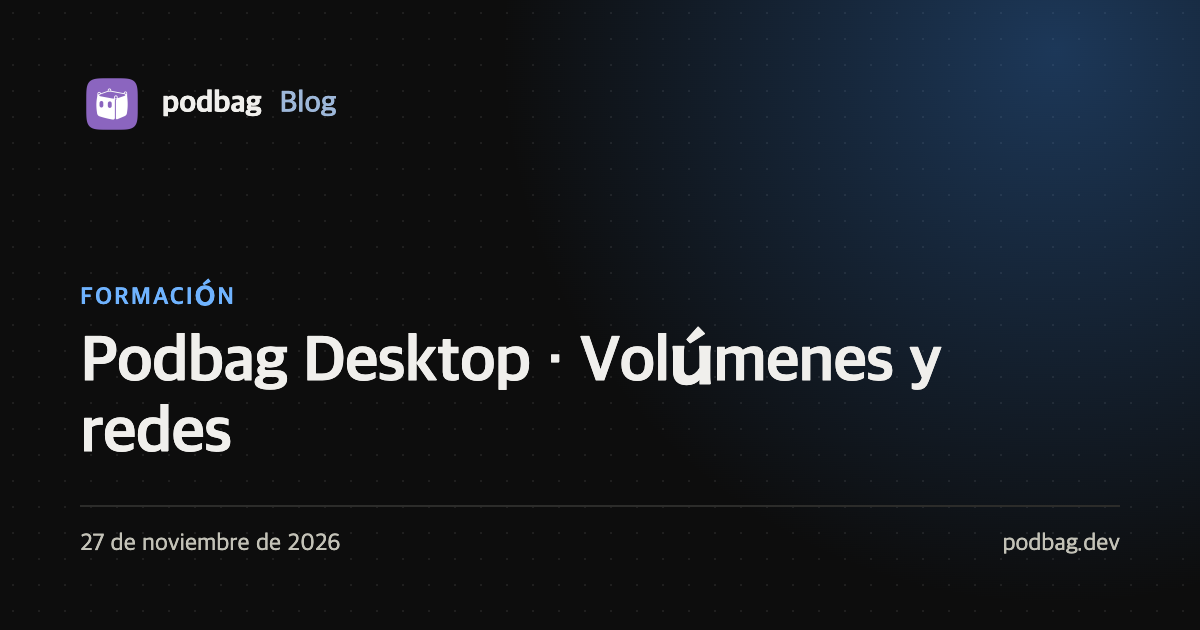 podbag Blog
FORMACIÓN
Podbag Desktop · Volúmenes y
redes
27 de noviembre de 2026
podbag.dev